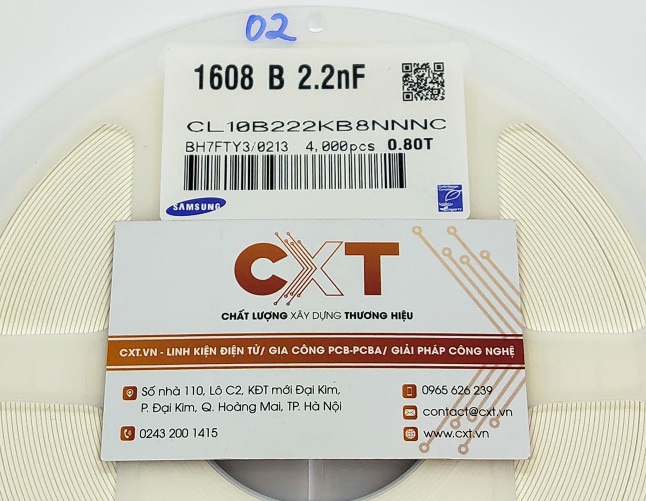 02
1608 B 2.2nF
CL10B222KB8NNNC
BH7FTY3/0213 4,000pcs 0.80T
SAMSUNG
CXT
CHẤT LƯỢNG XÂY DỰNG THƯƠNG HIỆU
CXT.VN - LINH KIỆN ĐIỆN TỬ/ GIA CÔNG PCB-PCBA/ GIẢI PHÁP CÔNG NGHỆ
Số nhà 110, Lô C2, KĐT mới Đại Kim,
P. Đại Kim, Q. Hoàng Mai, TP. Hà Nội
0243 200 1415
0965 626 239
contact@cxt.vn
www.cxt.vn